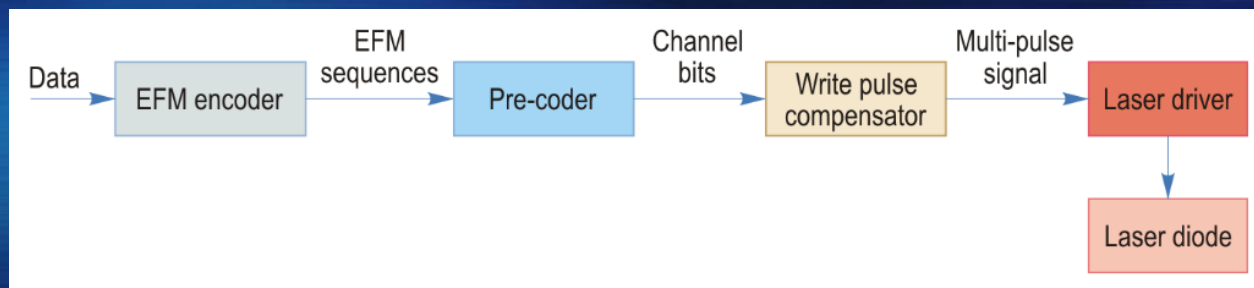 Data
EFM encoder
EFM
sequences
Pre-coder
Channel
bits
Write pulse
compensator
Multi-pulse
signal
Laser driver
Laser diode